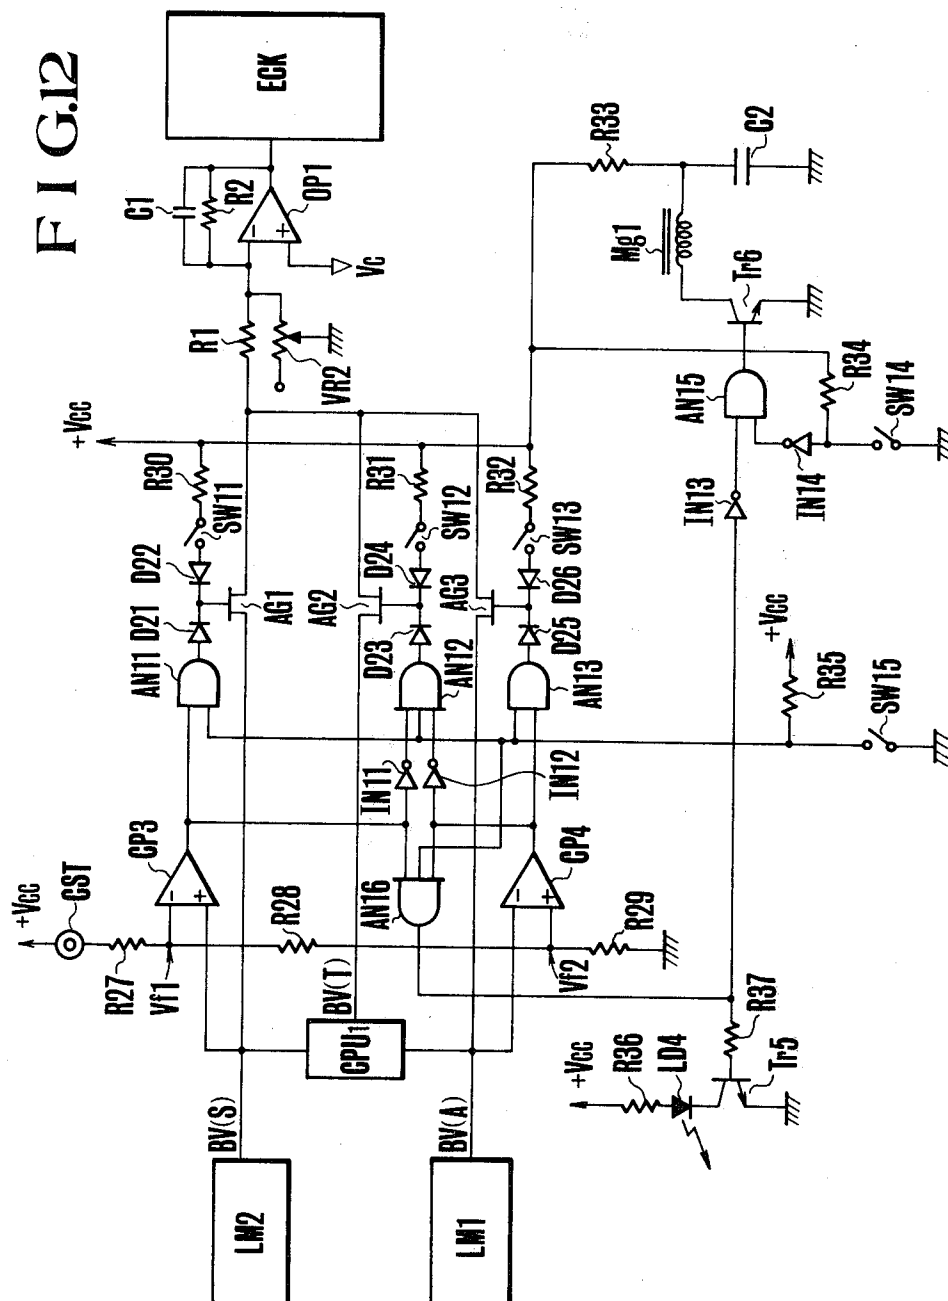 FIG.12
ECK
C1
R2
OP1
VC
R1
VR2
+VCC
R30
SW11
D22
D21
AN11
AG1
R31
SW12
D24
AG2
D23
AN12
R32
SW13
D26
AG3
D25
AN13
R33
C2
Mg1
Tr6
AN15
R34
SW14
IN14
IN13
+VCC
R35
SW15
IN11
IN12
AN16
CP3
CP4
+VCC
CST
R27
Vf1
R28
Vf2
R29
BV(T)
CPU1
BV(S)
LM2
BV(A)
LM1
+VCC
R36
LD4
R37
Tr5